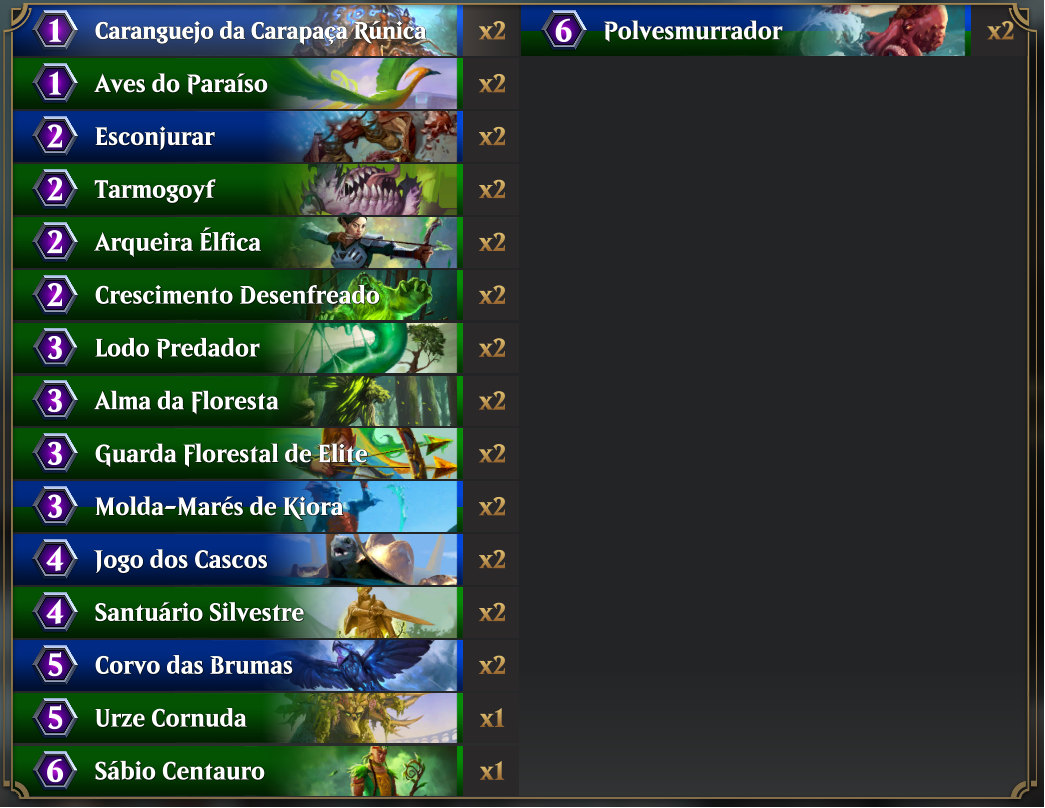 1 Caranguejo da Carapaça Rúnica x2
1 Aves do Paraíso x2
2 Esconjurar x2
2 Tarmogoyf x2
2 Arqueira Élfica x2
2 Crescimento Desenfreado x2
3 Lodo Predador x2
3 Alma da Floresta x2
3 Guarda Florestal de Elite x2
3 Molda-Marés de Kiora x2
4 Jogo dos Cascos x2
4 Santuário Silvestre x2
5 Corvo das Brumas x2
5 Urze Cornuda x1
6 Sábio Centauro x1
6 Polvesmurrador x2